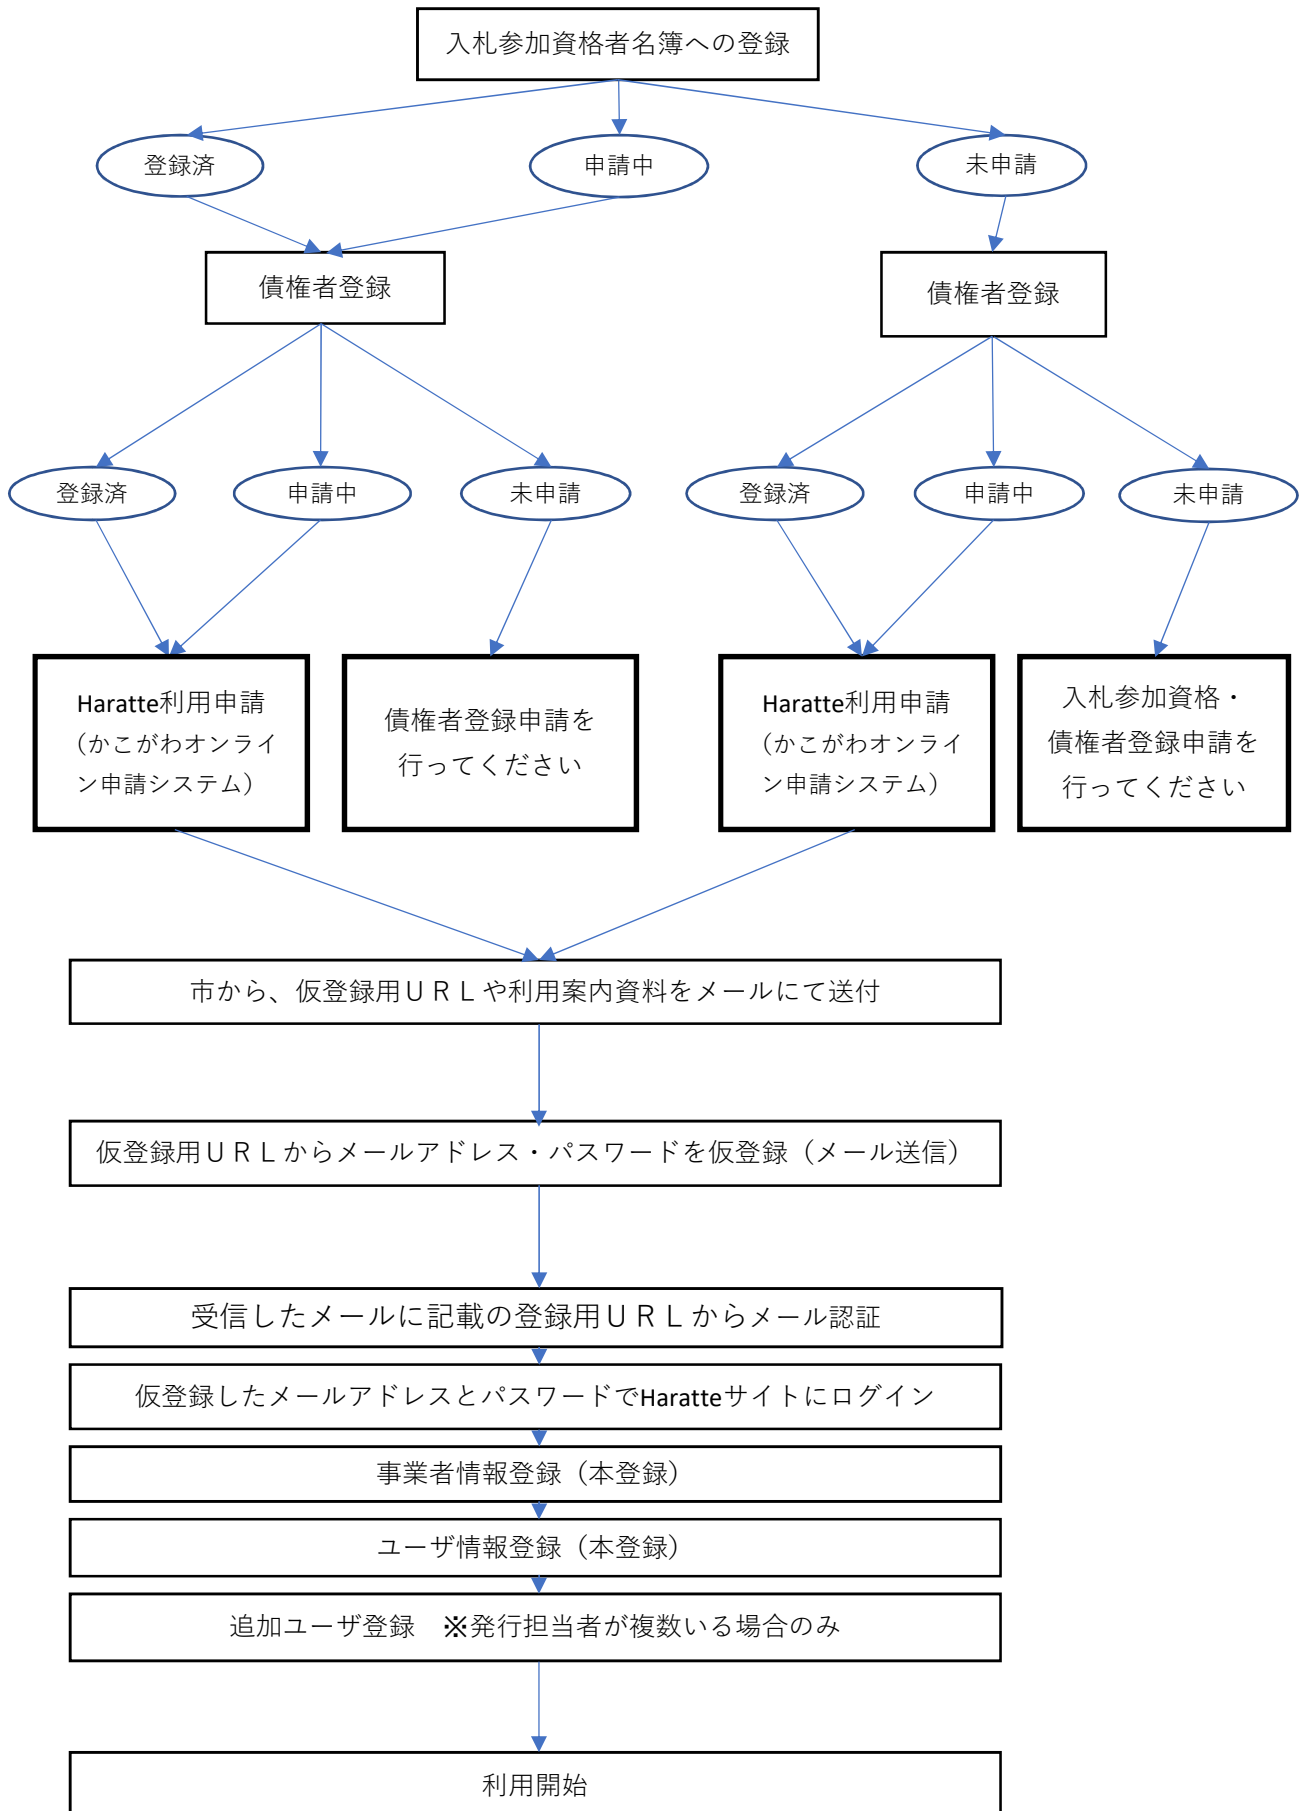 入札参加資格者名簿への登録
登録済
申請中
未申請
債権者登録
債権者登録
登録済
申請中
未申請
登録済
申請中
未申請
Haratte利用申請
（かこがわオンライ
ン申請システム）
債権者登録申請を
行ってください
Haratte利用申請
（かこがわオンライ
ン申請システム）
入札参加資格・
債権者登録申請を
行ってください
市から、仮登録用ＵＲＬや利用案内資料をメールにて送付
仮登録用ＵＲＬからメールアドレス・パスワードを仮登録（メール送信）
受信したメールに記載の登録用ＵＲＬからメール認証
仮登録したメールアドレスとパスワードでHaratteサイトにログイン
事業者情報登録（本登録）
ユーザ情報登録（本登録）
追加ユーザ登録　※発行担当者が複数いる場合のみ
利用開始